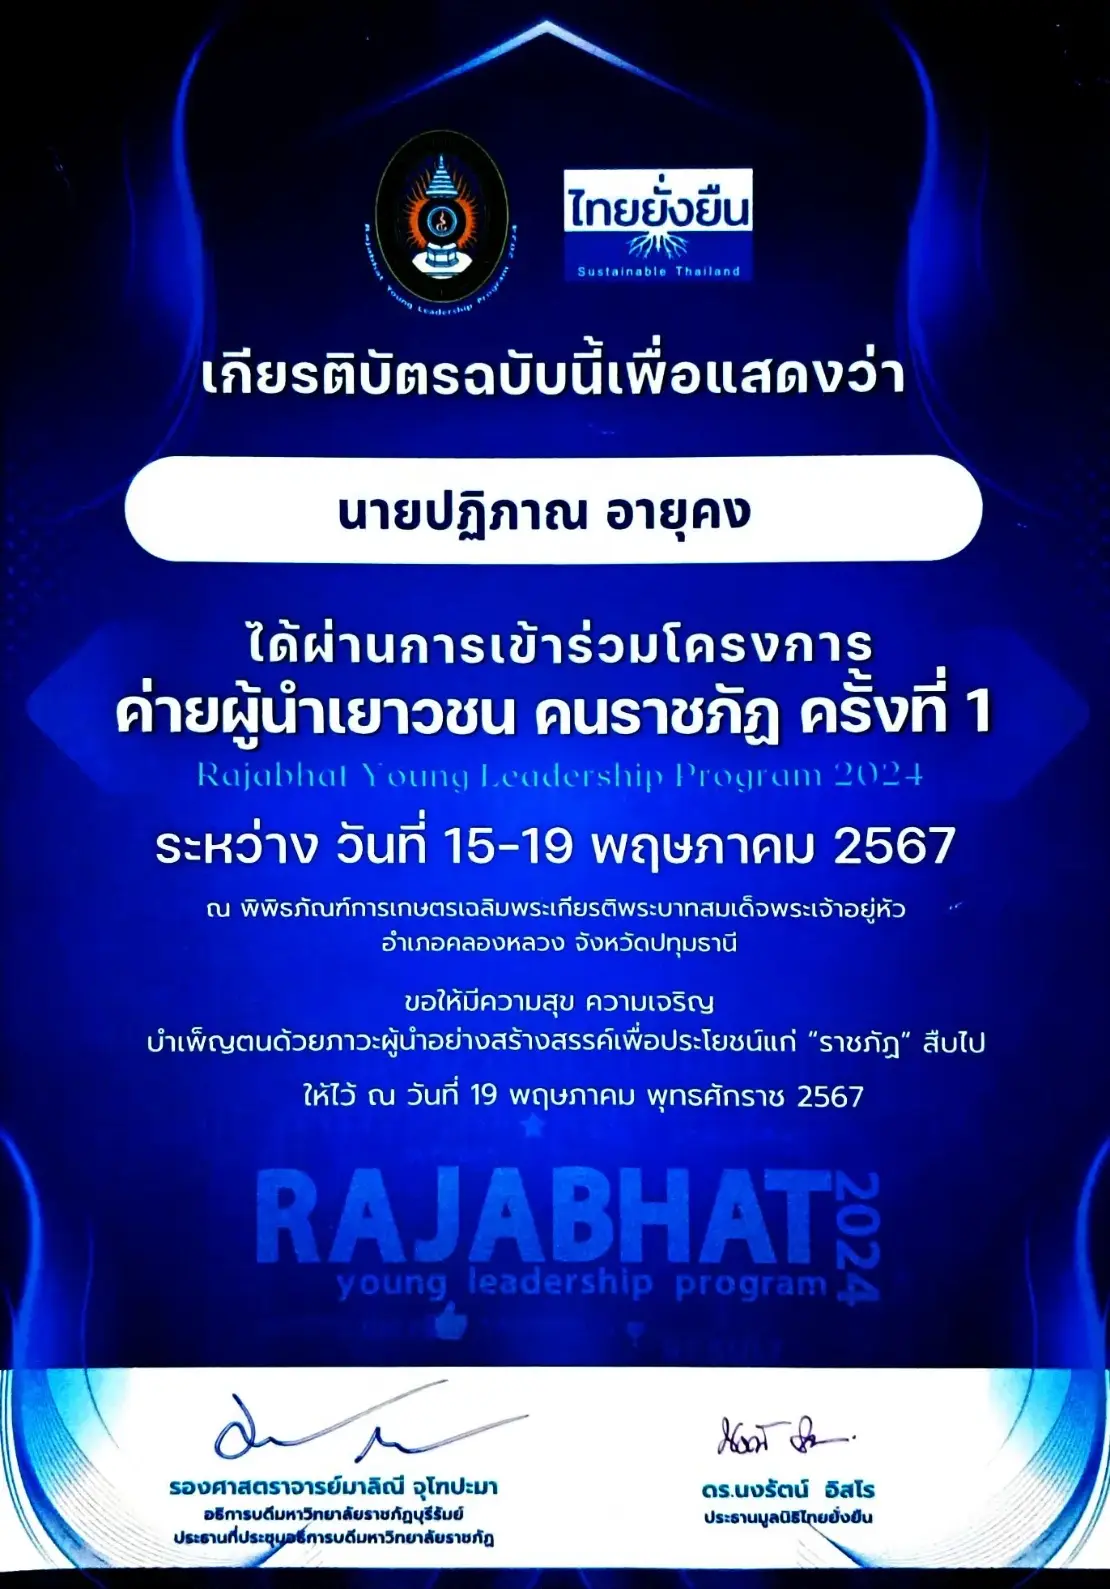 Rajabhat Young Leadership Program 2024
ไทยยั่งยืน
Sustainable Thailand
เกียรติบัตรฉบับนี้เพื่อแสดงว่า
นายปฏิภาณ อายุคง
ได้ผ่านการเข้าร่วมโครงการ
ค่ายผู้นำเยาวชน คนราชภัฏ ครั้งที่ 1
Rajabhat Young Leadership Program 2024
ระหว่าง วันที่ 15-19 พฤษภาคม 2567
ณ พิพิธภัณฑ์การเกษตรเฉลิมพระเกียรติพระบาทสมเด็จพระเจ้าอยู่หัว
อำเภอคลองหลวง จังหวัดปทุมธานี
ขอให้มีความสุข ความเจริญ
บำเพ็ญตนด้วยภาวะผู้นำอย่างสร้างสรรค์เพื่อประโยชน์แก่ “ราชภัฏ” สืบไป
ให้ไว้ ณ วันที่ 19 พฤษภาคม พุทธศักราช 2567
RAJABHAT 2024
young leadership program
รองศาสตราจารย์มาลิณี จุโฑปะมา
อธิการบดีมหาวิทยาลัยราชภัฏบุรีรัมย์
ประธานที่ประชุมอธิการบดีมหาวิทยาลัยราชภัฏ
ดร.นงรัตน์ อิสโร
ประธานมูลนิธิไทยยั่งยืน